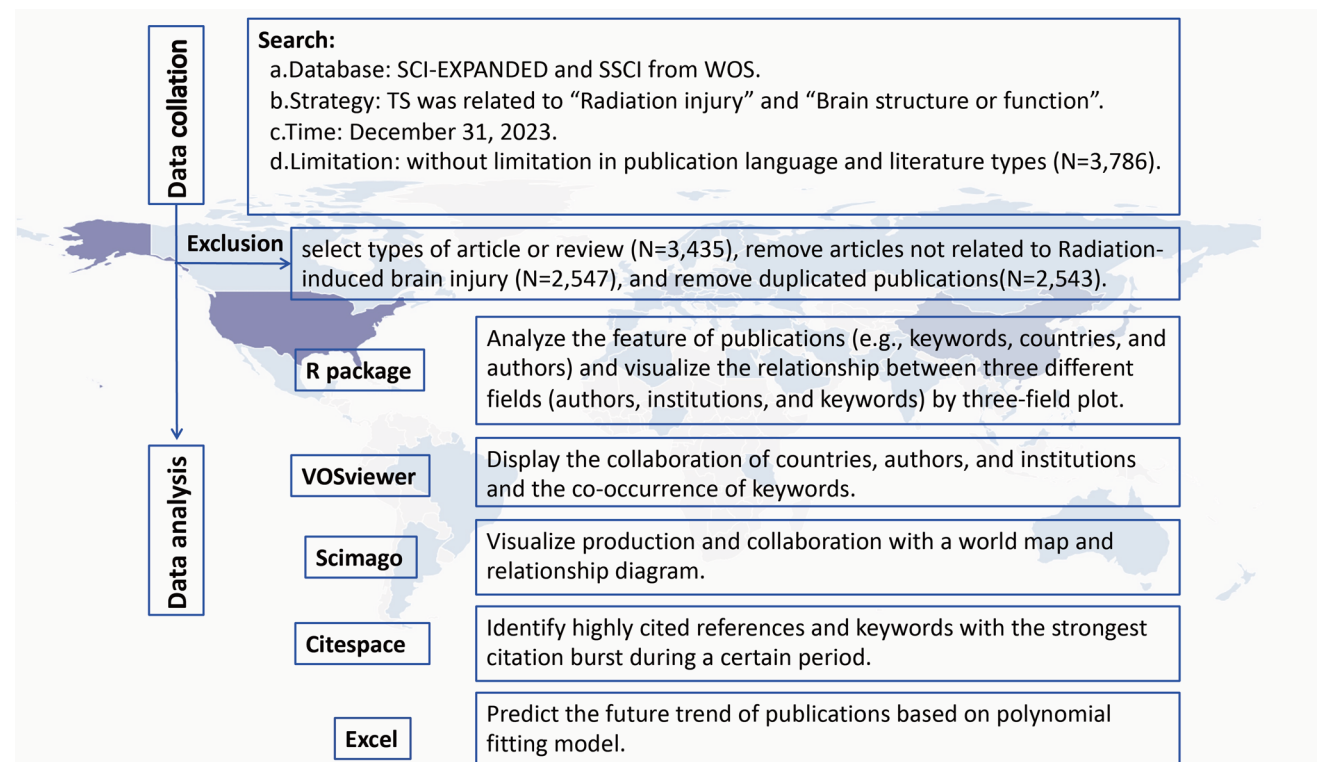 Data collation
Search:
a.Database: SCI-EXPANDED and SSCI from WOS.
b.Strategy: TS was related to “Radiation injury” and “Brain structure or function”.
c.Time: December 31, 2023.
d.Limitation: without limitation in publication language and literature types (N=3,786).
Exclusion
select types of article or review (N=3,435), remove articles not related to Radiation-
induced brain injury (N=2,547), and remove duplicated publications(N=2,543).
Data analysis
R package
Analyze the feature of publications (e.g., keywords, countries, and
authors) and visualize the relationship between three different
fields (authors, institutions, and keywords) by three-field plot.
VOSviewer
Display the collaboration of countries, authors, and institutions
and the co-occurrence of keywords.
Scimago
Visualize production and collaboration with a world map and
relationship diagram.
Citespace
Identify highly cited references and keywords with the strongest
citation burst during a certain period.
Excel
Predict the future trend of publications based on polynomial
fitting model.